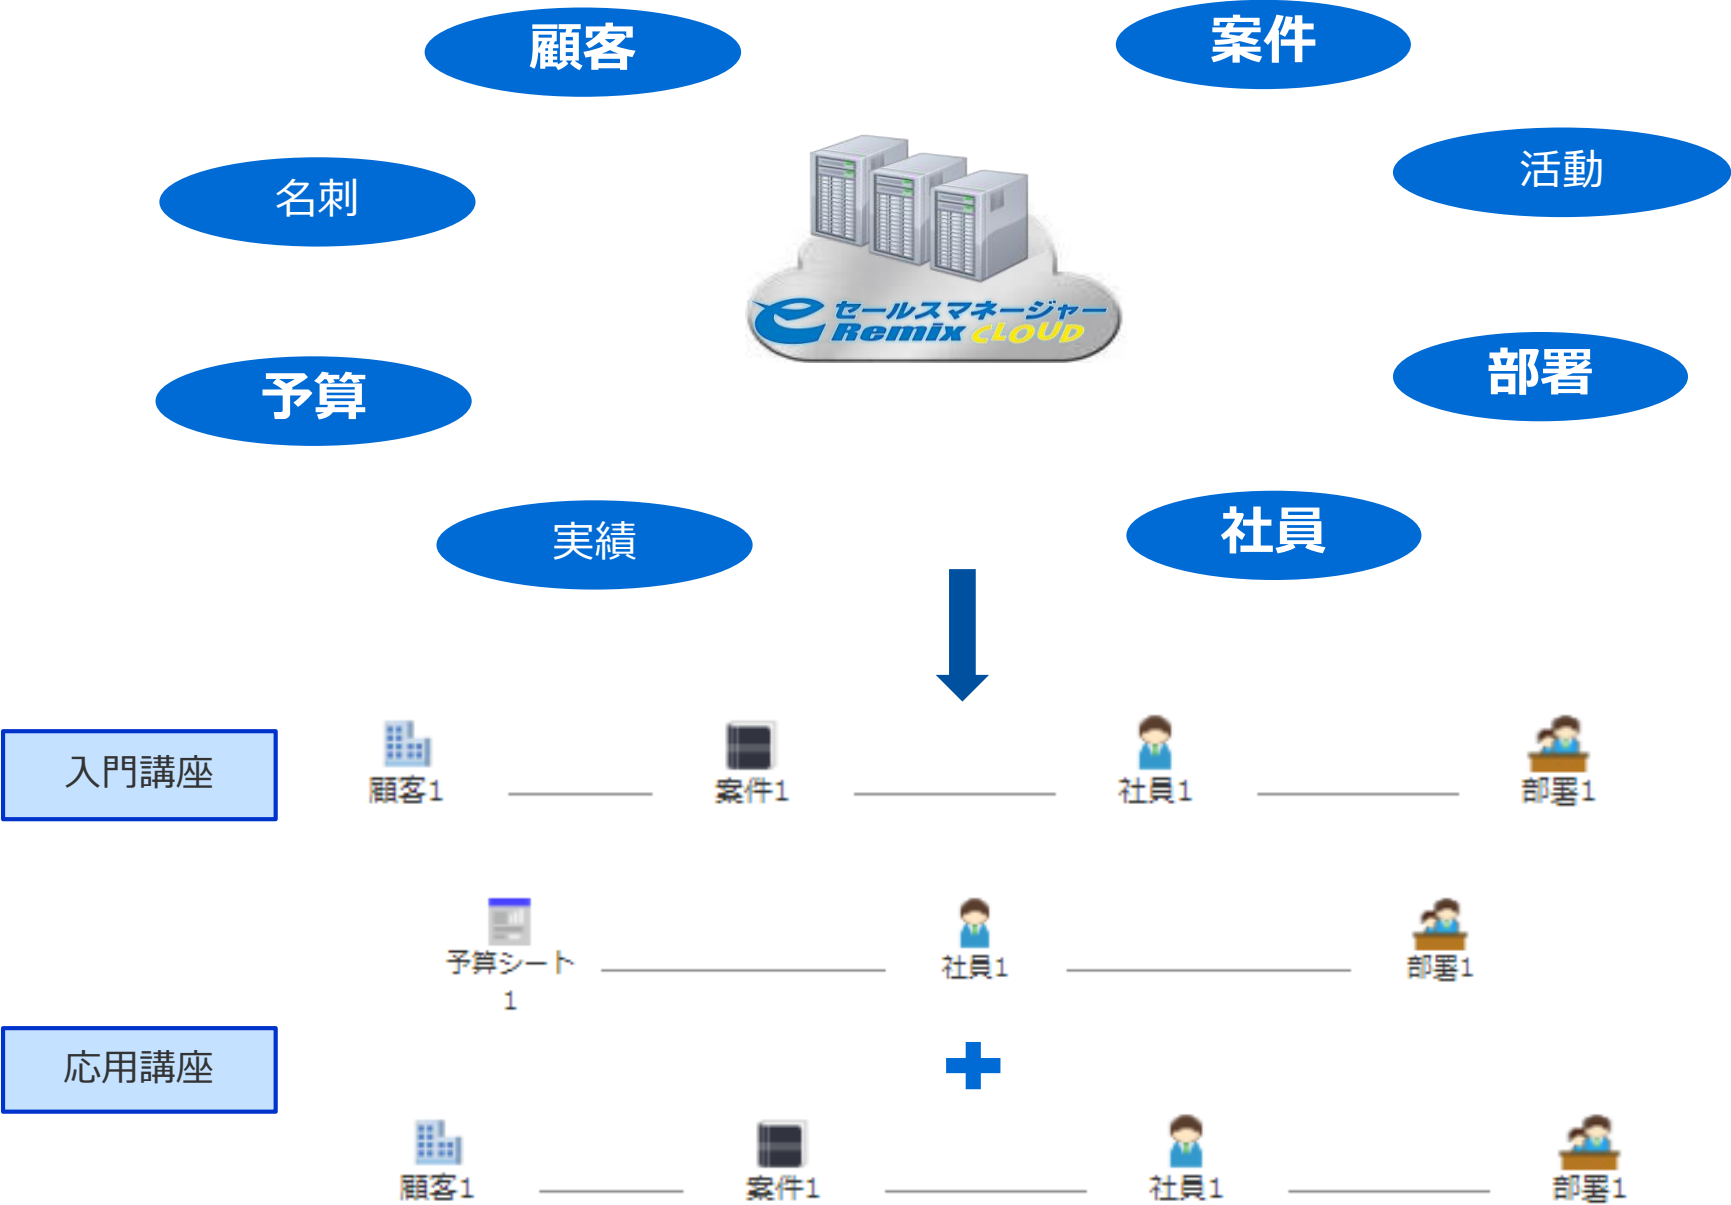 顧客
案件
名刺
活動
eセールスマネージャー
Remix CLOUD
予算
部署
実績
社員
入門講座
顧客1
案件1
社員1
部署1
予算シート
1
社員1
部署1
応用講座
顧客1
案件1
社員1
部署1